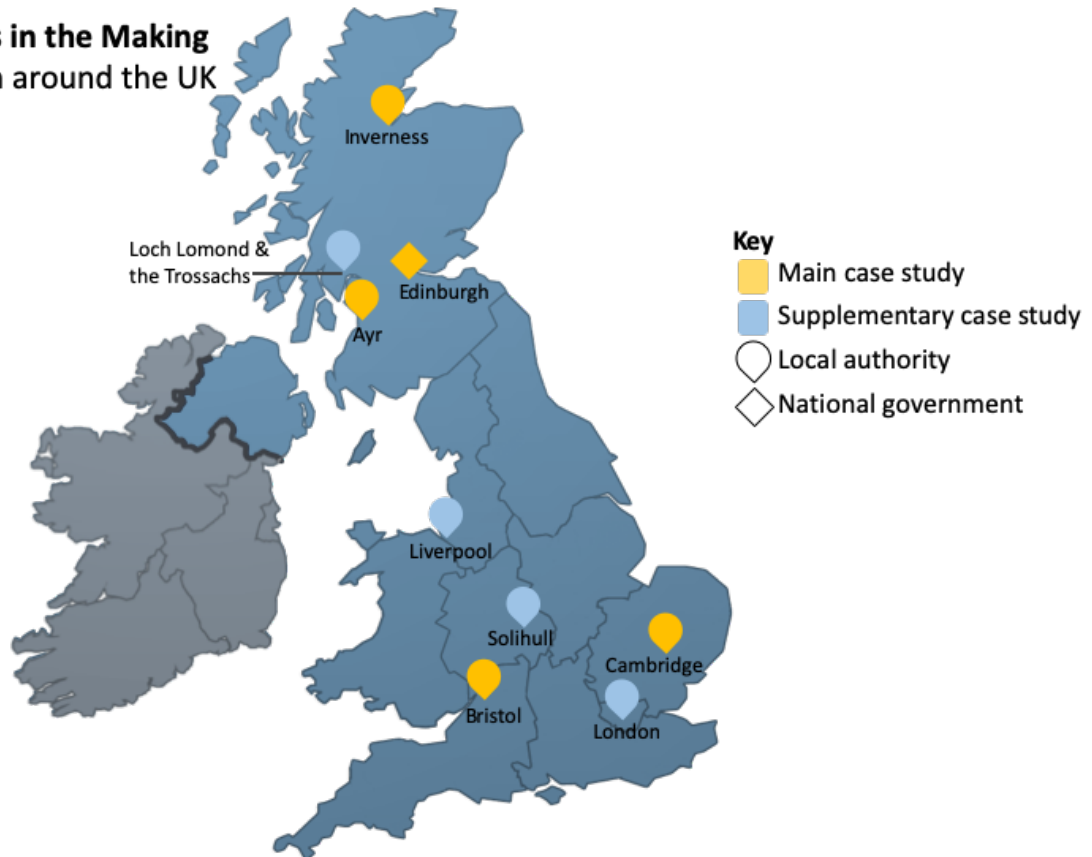 in the Making
around the UK
Inverness
Loch Lomond &
the Trossachs
Edinburgh
Ayr
Liverpool
Solihull
Cambridge
Bristol
London
Key
Main case study
Supplementary case study
Local authority
National government